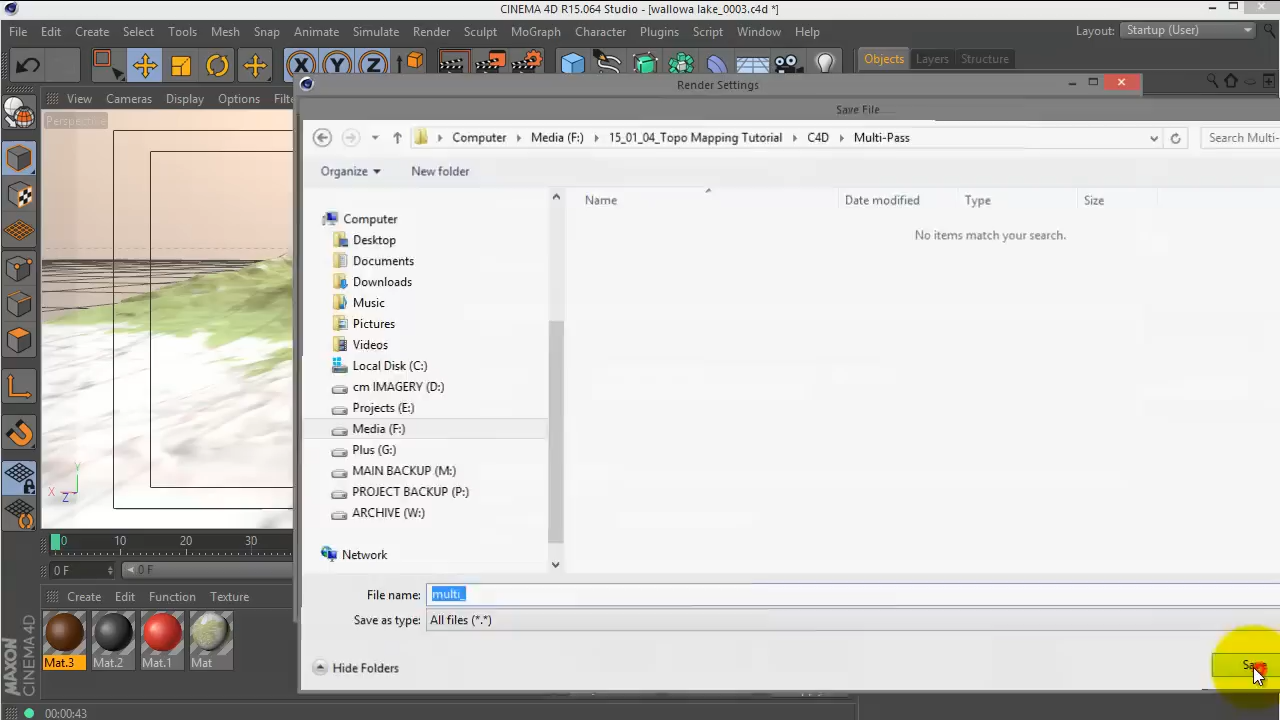 CINEMA 4D R15.064 Studio - [wallowa lake_0003.c4d *]
File Edit Create Select Tools Mesh Snap Animate Simulate Render Sculpt MoGraph Character Plugins Script Window Help Layout: Startup (User)
X Y Z Objects Layers Structure
Render Settings
View Cameras Display Options
Save File
Perspective
Computer Media (F:) 15_01_04_Topo Mapping Tutorial C4D Multi-Pass Search Multi-
Organize New folder
Name Date modified Type Size
Computer
No items match your search.
Desktop
Documents
Downloads
Music
Pictures
Videos
Local Disk (C:)
cm IMAGERY (D:)
Projects (E:)
Media (F:)
Plus (G:)
MAIN BACKUP (M:)
PROJECT BACKUP (P:)
ARCHIVE (W:)
Network
Y
X
Z
0 10 20 30
0 F 0 F
File name: multi_
Save as type: All files (*.*)
Create Edit Function Texture
Mat.3 Mat.2 Mat.1 Mat
Hide Folders
Save
MAXON
CINEMA 4D
00:00:43